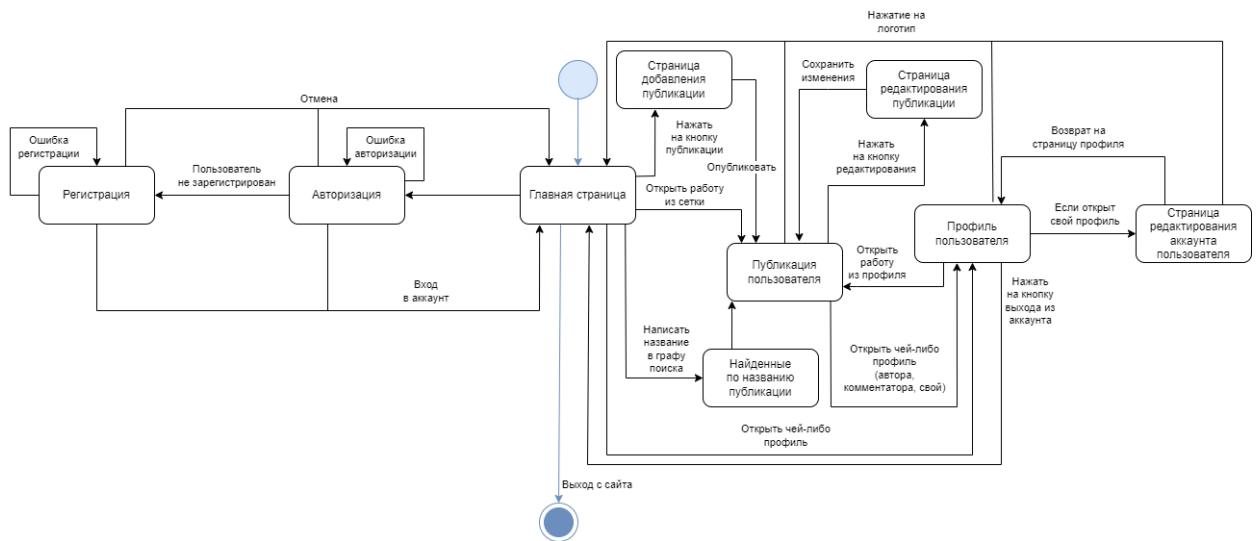 Нажатие на
логотип
Страница
добавления
публикации
Сохранить
изменения
Страница
редактирования
публикации
Отмена
Ошибка
регистрации
Ошибка
авторизации
Нажать
на кнопку
публикации
Опубликовать
Нажать
на кнопку
редактирования
Возврат на
страницу профиля
Пользователь
не зарегистрирован
Регистрация
Авторизация
Главная страница
Открыть работу
из сетки
Профиль
пользователя
Если открыт
свой профиль
Страница
редактирования
аккаунта
пользователя
Публикация
пользователя
Открыть
работу
из профиля
Нажать
на кнопку
выхода из
аккаунта
Вход
в аккаунт
Написать
название
в графу
поиска
Найденные
по названию
публикации
Открыть чей-либо
профиль
(автора,
комментатора, свой)
Открыть чей-либо
профиль
Выход с сайта